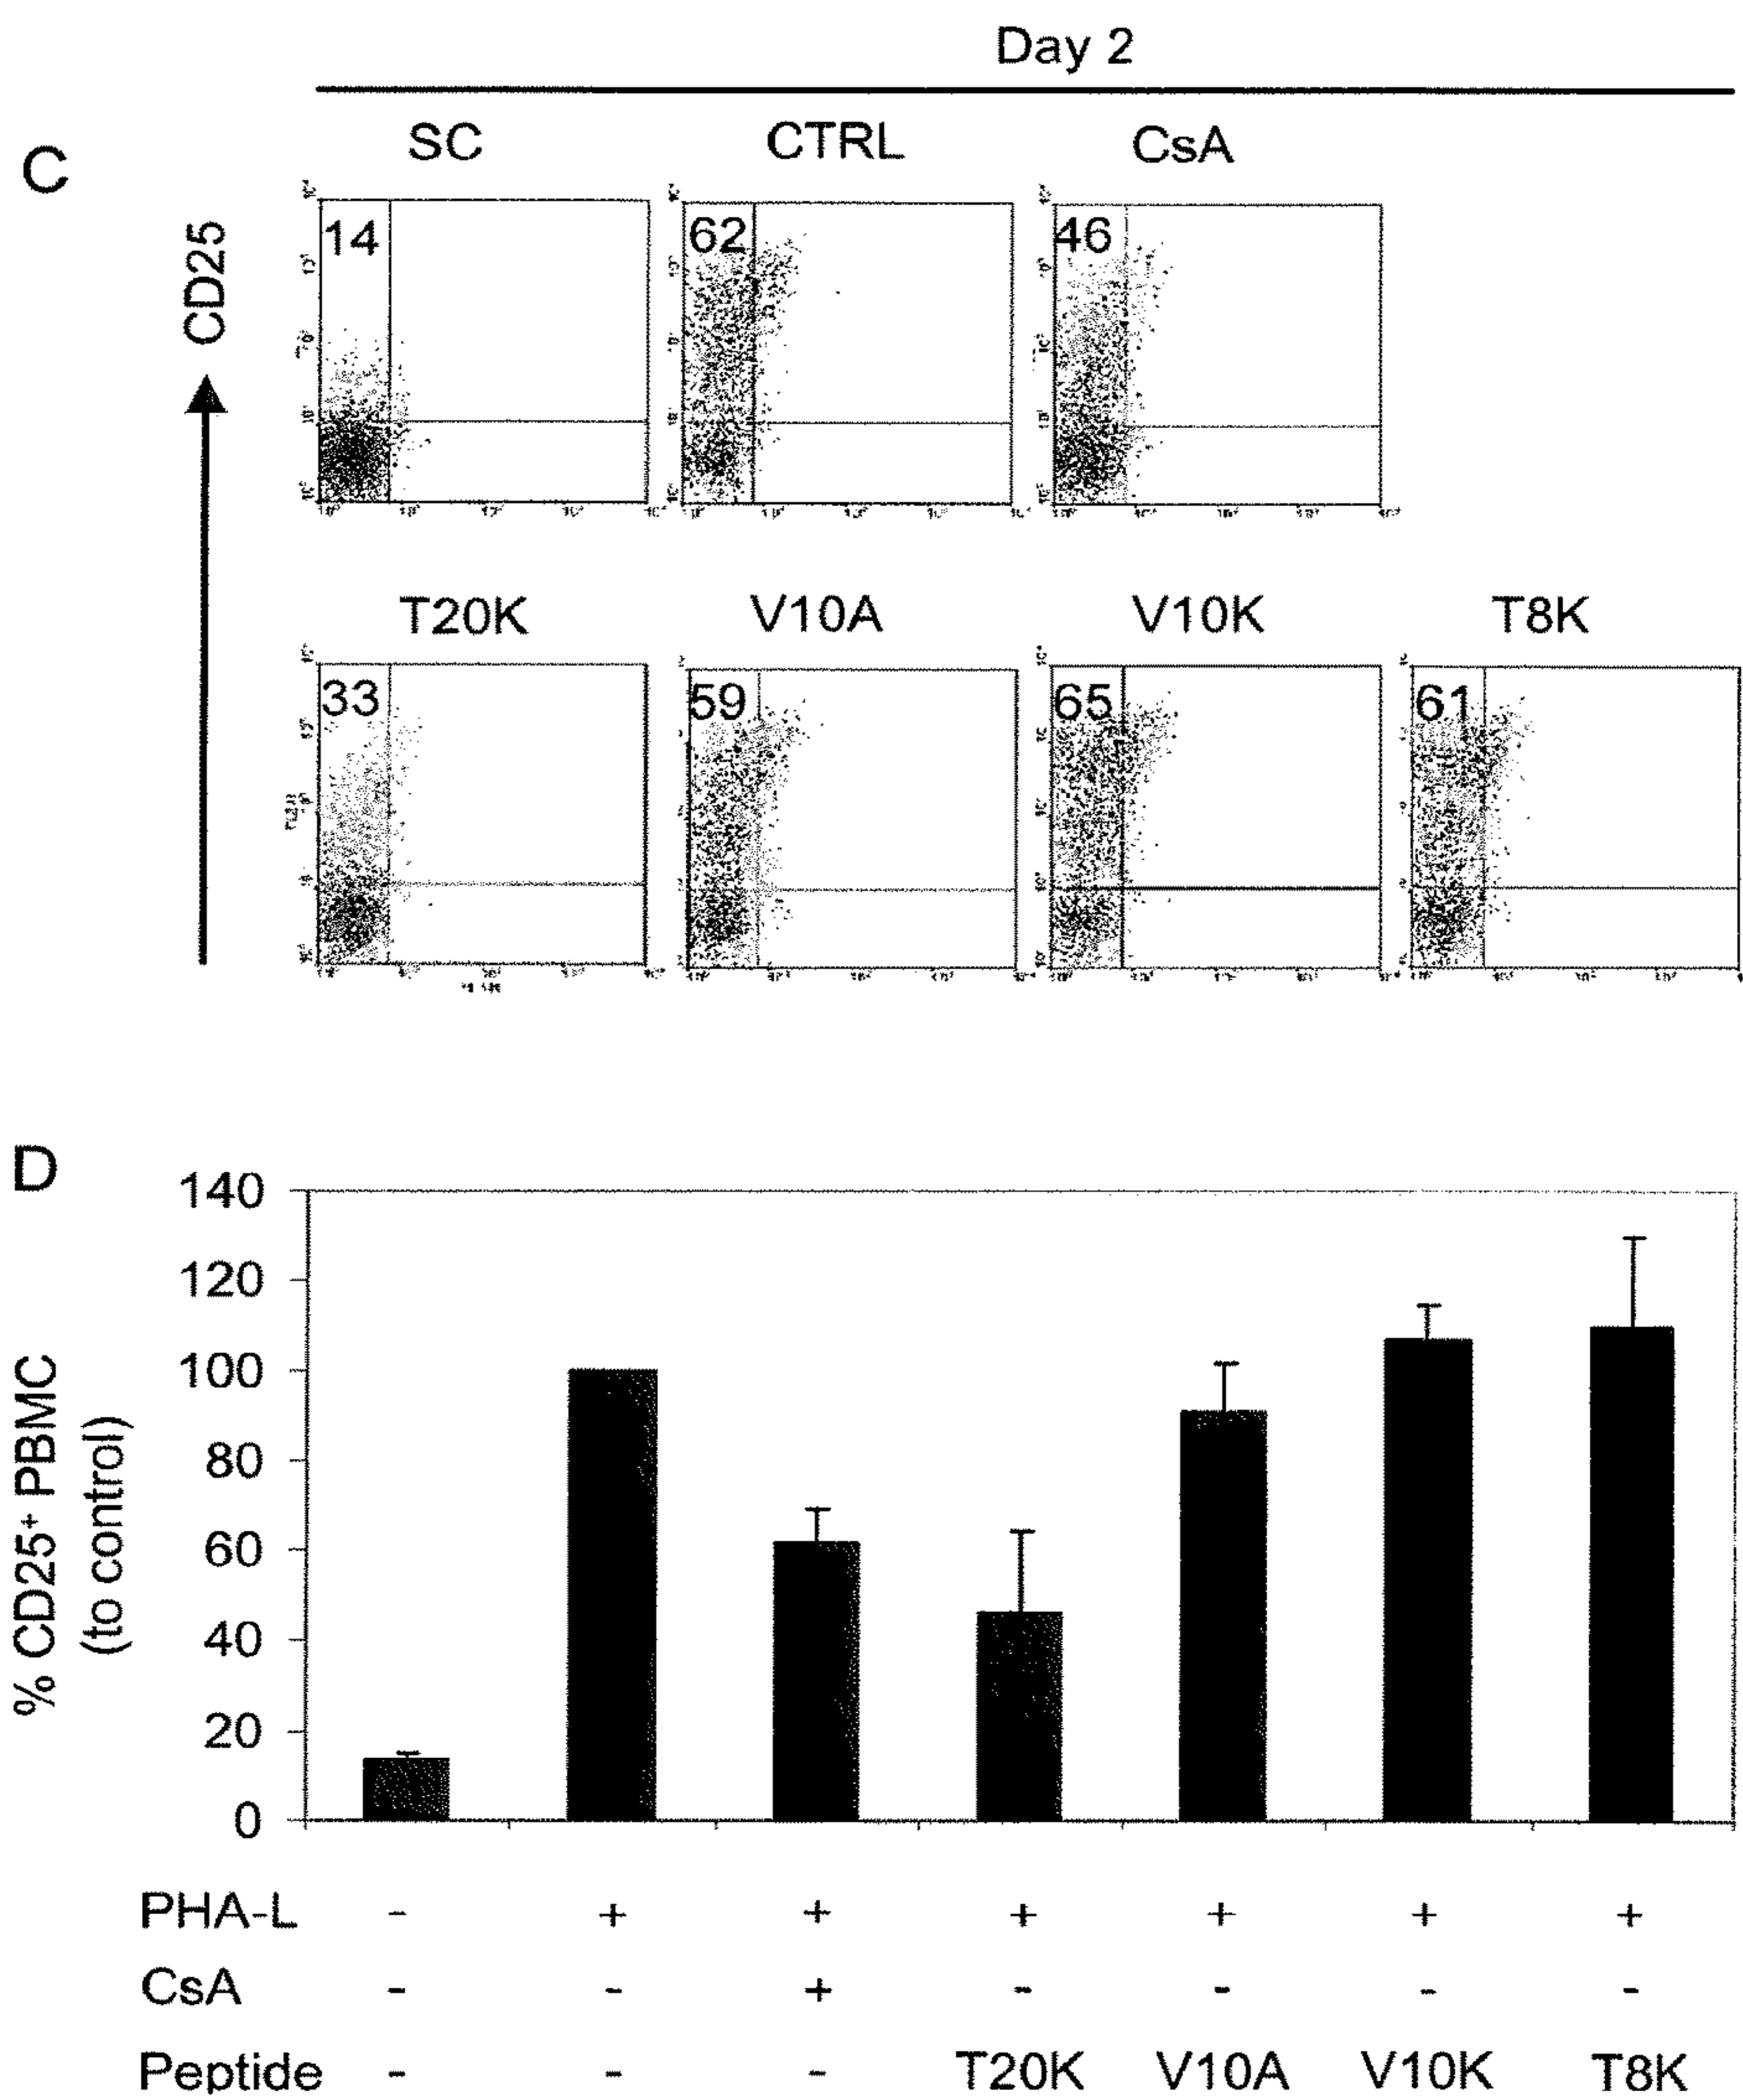 Day 2
C
SC CTRL CsA
CD25
14 62 46
T20K V10A V10K T8K
33 59 65 61
D
% CD25+ PBMC
(to control)
140
120
100
80
60
40
20
0
PHA-L - + + + + + +
CsA - - + - - - -
Peptide - - - T20K V10A V10K T8K